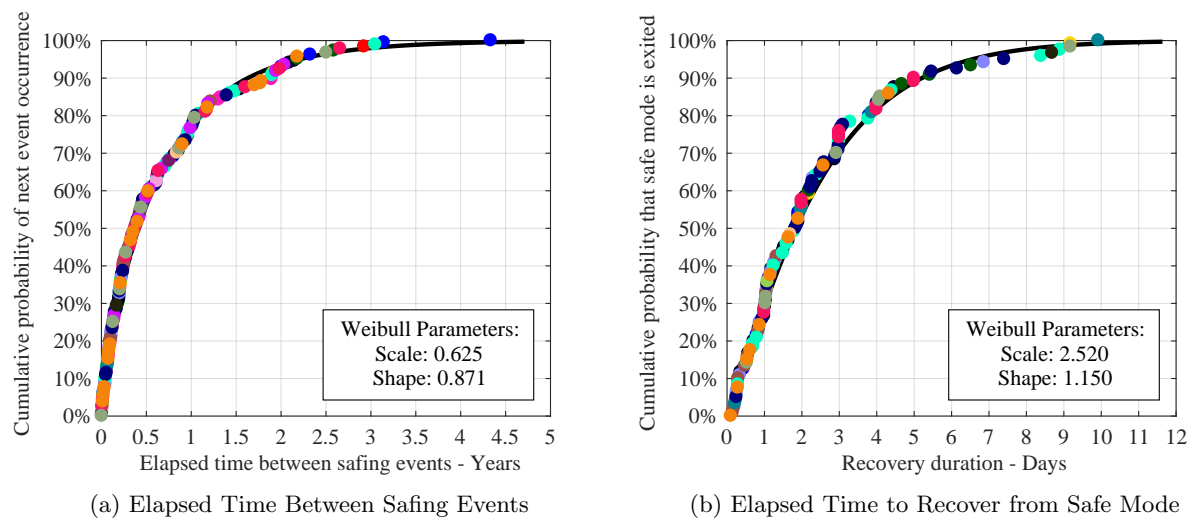 Cumulative probability of next event occurrence
100%
90%
80%
70%
60%
50%
40%
30%
20%
10%
0%
Weibull Parameters:
Scale: 0.625
Shape: 0.871
0 0.5 1 1.5 2 2.5 3 3.5 4 4.5 5
Elapsed time between safing events - Years
(a) Elapsed Time Between Safing Events
Cumulative probability that safe mode is exited
100%
90%
80%
70%
60%
50%
40%
30%
20%
10%
0%
Weibull Parameters:
Scale: 2.520
Shape: 1.150
0 1 2 3 4 5 6 7 8 9 10 11 12
Recovery duration - Days
(b) Elapsed Time to Recover from Safe Mode